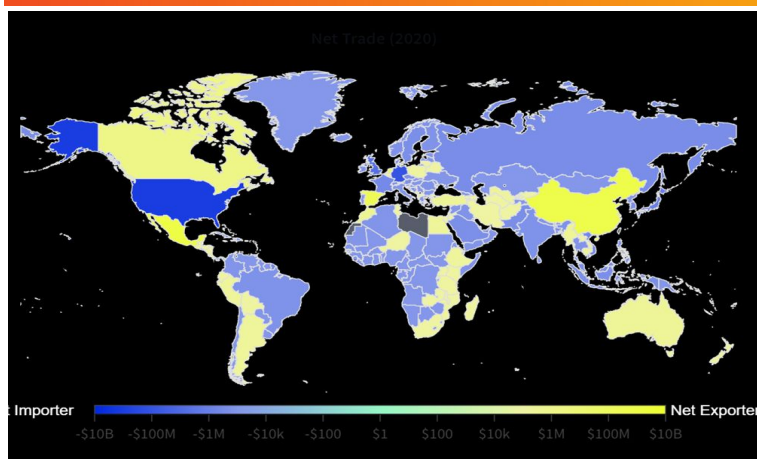 Net Trade (2020)
t Importer
Net Exporter
-$10B -$100M -$1M -$10k -$100 $1 $100 $10k $1M $100M $10B